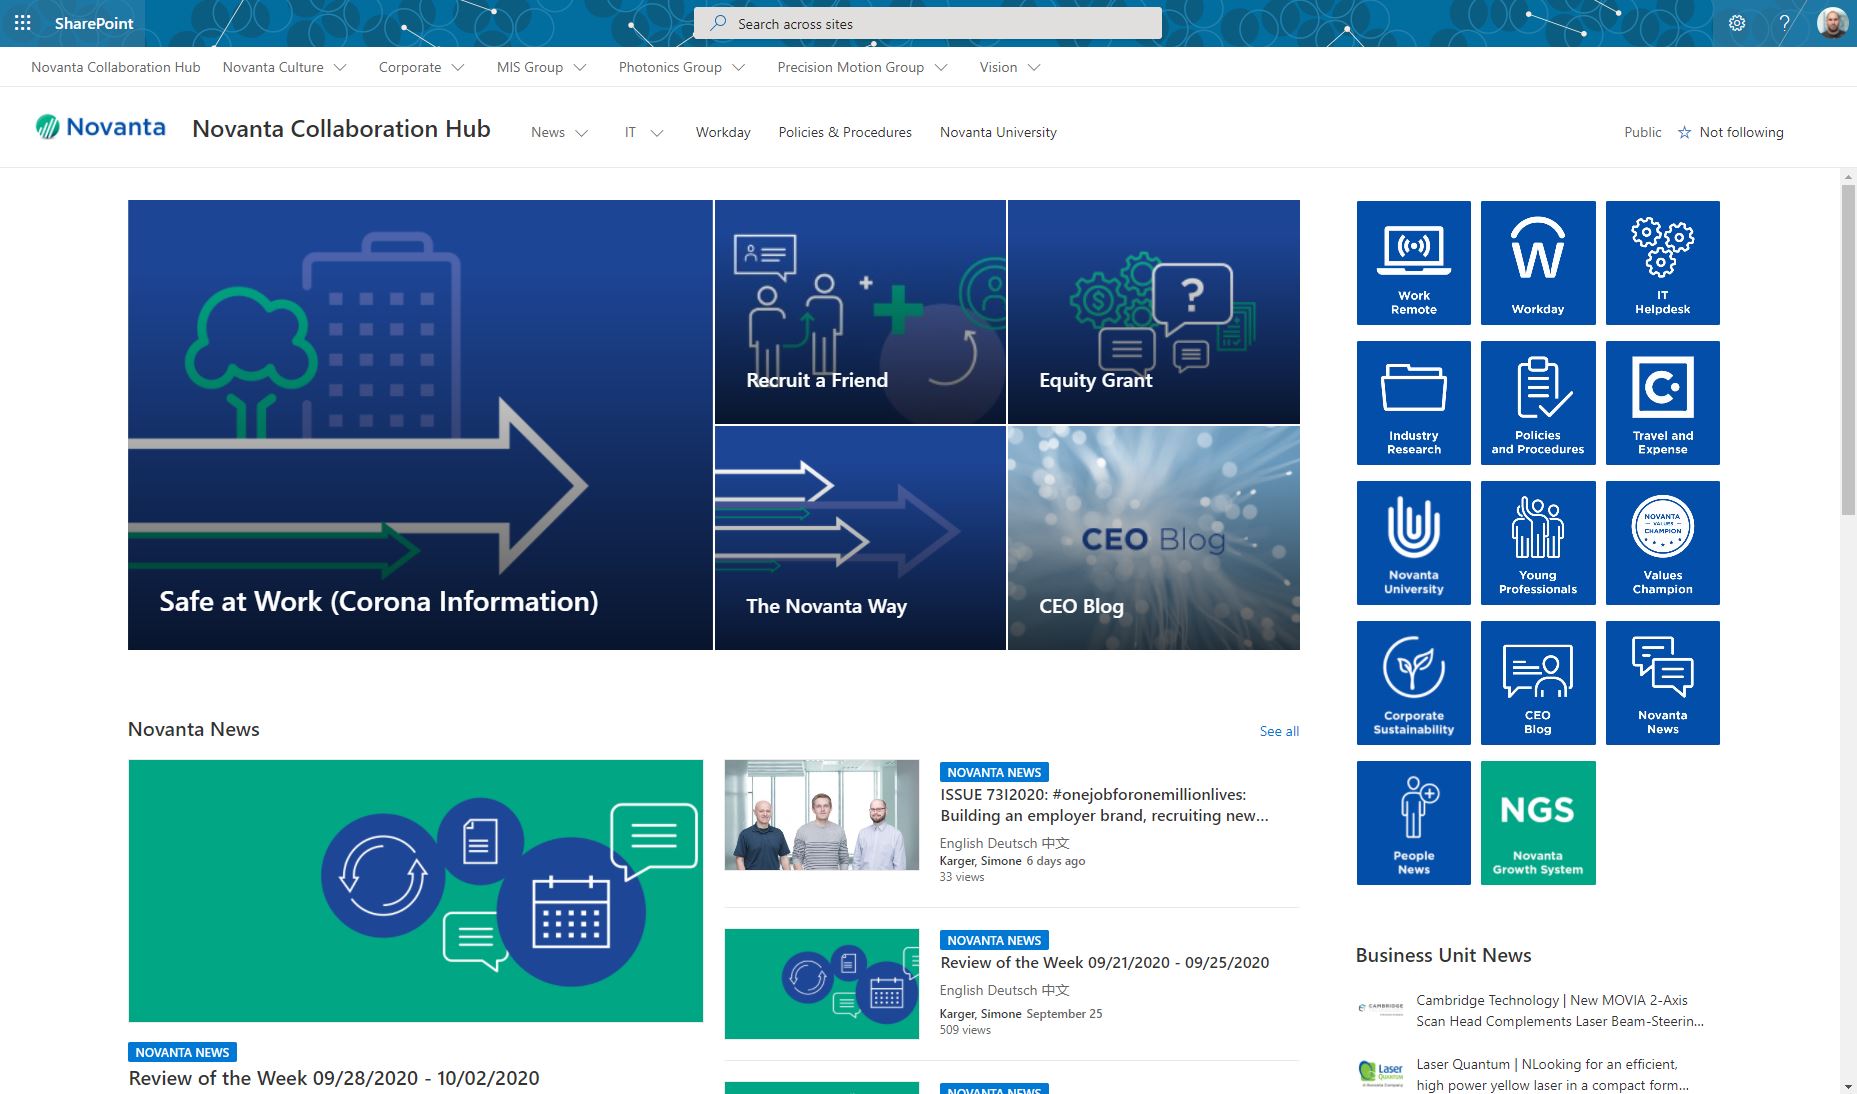 SharePoint
Search across sites
?
Novanta Collaboration Hub
Novanta Culture
Corporate
MIS Group
Photonics Group
Precision Motion Group
Vision
Novanta
Novanta Collaboration Hub
News
IT
Workday
Policies & Procedures
Novanta University
Public
Not following
Safe at Work (Corona Information)
Recruit a Friend
$
?
Equity Grant
The Novanta Way
CEO Blog
CEO Blog
Work
Remote
W
Workday
IT
Helpdesk
Industry
Research
Policies
and Procedures
C
Travel and
Expense
Novanta
University
Young
Professionals
NOVANTA
VALUES
CHAMPION
Values
Champion
Corporate
Sustainability
CEO
Blog
Novanta
News
People
News
NGS
Novanta
Growth System
Novanta News
See all
NOVANTA NEWS
Review of the Week 09/28/2020 - 10/02/2020
NOVANTA NEWS
ISSUE 73I2020: #onejobforonemillionlives:
Building an employer brand, recruiting new...
English Deutsch 中文
Karger, Simone 6 days ago
33 views
NOVANTA NEWS
Review of the Week 09/21/2020 - 09/25/2020
English Deutsch 中文
Karger, Simone September 25
509 views
NOVANTA NEWS
Business Unit News
CAMBRIDGE
Cambridge Technology | New MOVIA 2-Axis
Scan Head Complements Laser Beam-Steerin...
Laser
QUANTUM
A Novanta Company
Laser Quantum | NLooking for an efficient,
high power yellow laser in a compact form...